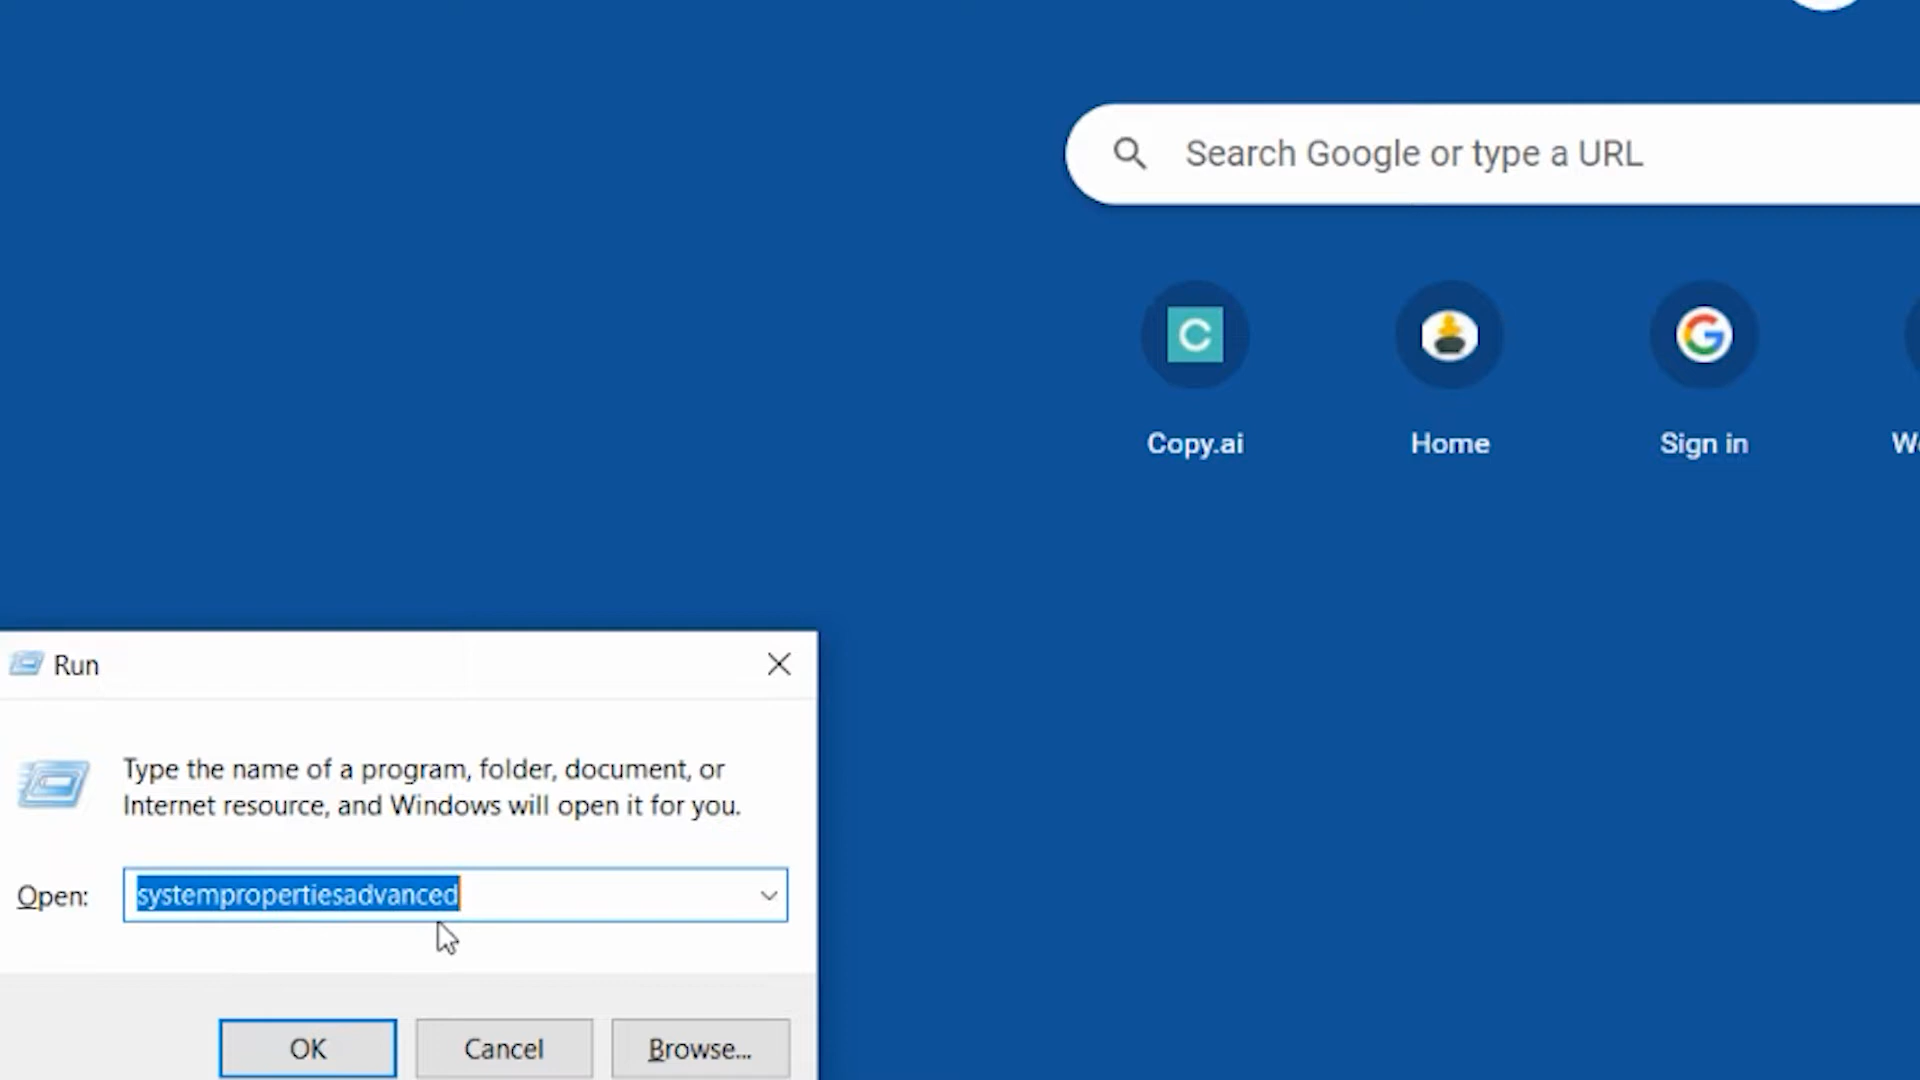 Search Google or type a URL
Copy.ai
Home
Sign in
Run
Type the name of a program, folder, document, or
Internet resource, and Windows will open it for you.
Open:
systempropertiesadvanced
OK
Cancel
Browse...